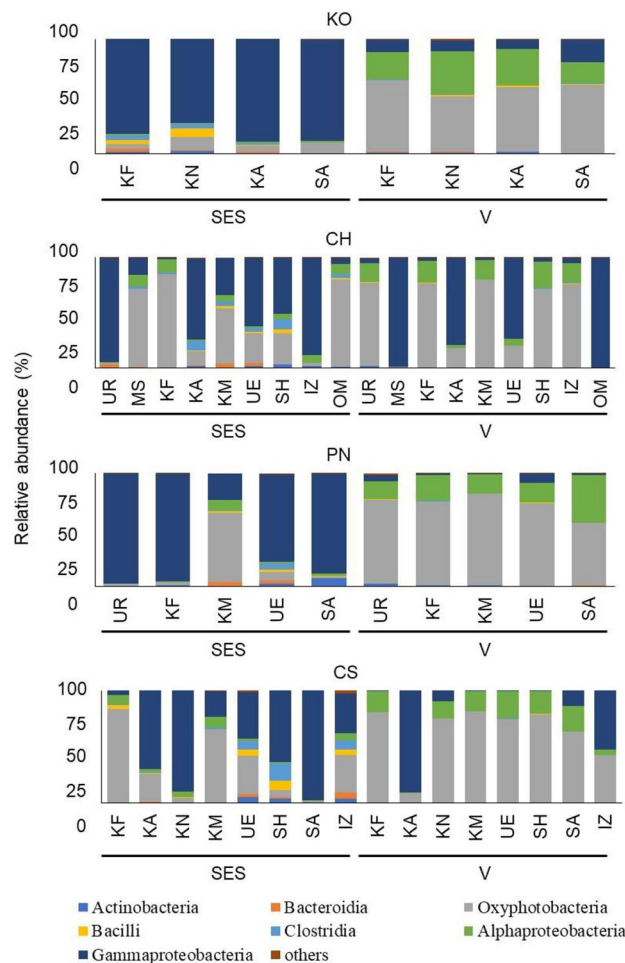 KO
100
75
50
25
0
KF KN KA SA KF KN KA SA
SES V
CH
100
75
50
25
0
UR MS KF KA KM UE SH IZ OM UR MS KF KA KM UE SH IZ OM
SES V
Relative abundance (%)
PN
100
75
50
25
0
UR KF KM UE SA UR KF KM UE SA
SES V
CS
100
75
50
25
0
KF KA KN KM UE SH SA IZ KF KA KN KM UE SH SA IZ
SES V
Actinobacteria Bacteroidia Oxyphotobacteria
Bacilli Clostridia Alphaproteobacteria
Gammaproteobacteria others